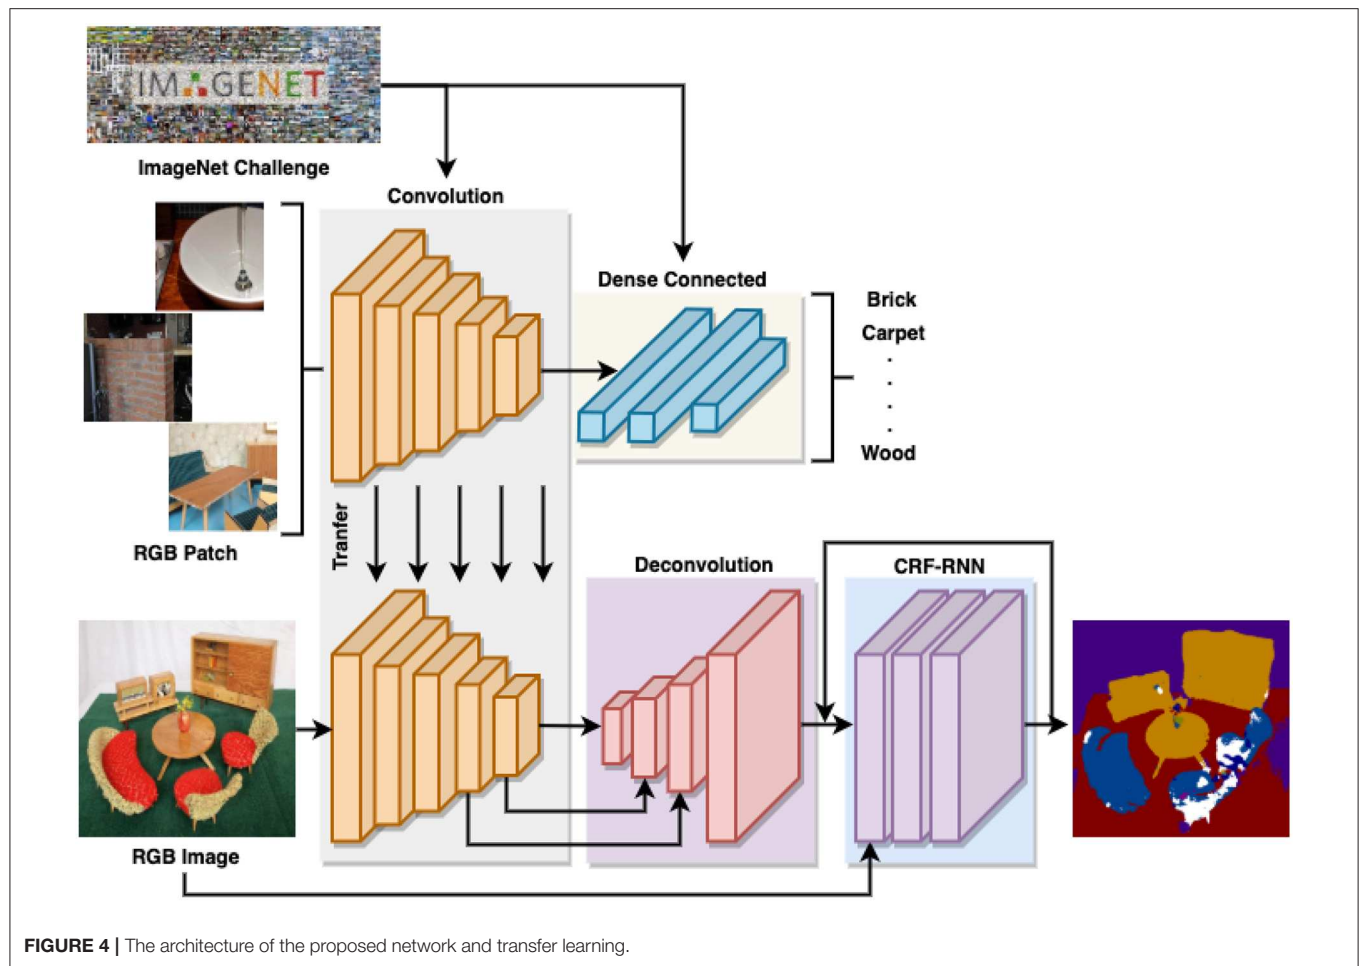 IMAGENET
ImageNet Challenge
Convolution
Dense Connected
Brick
Carpet
.
.
.
.
Wood
RGB Patch
Tranfer
Deconvolution
CRF-RNN
RGB Image
FIGURE 4 | The architecture of the proposed network and transfer learning.